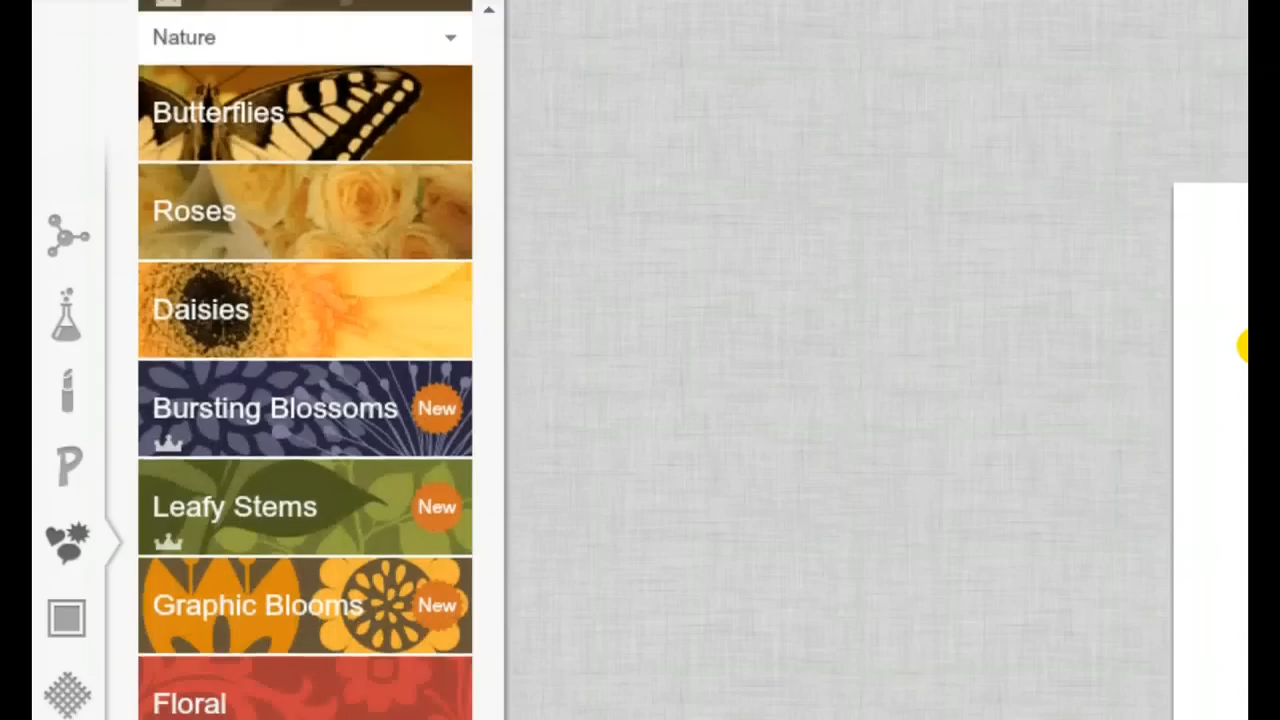 Nature
Butterflies
Roses
Daisies
Bursting Blossoms New
Leafy Stems New
Graphic Blooms New
Floral